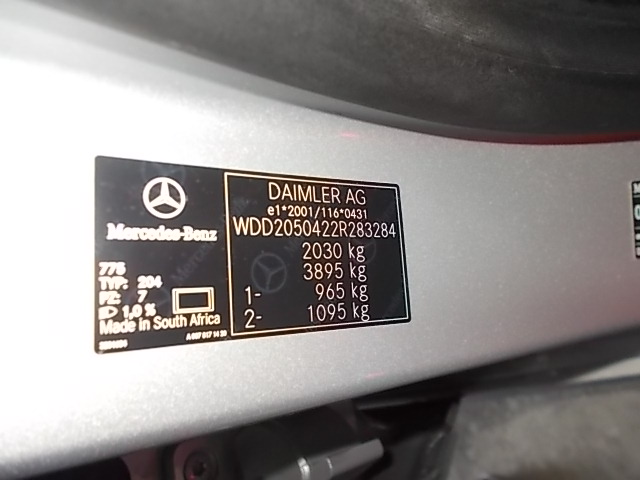 Mercedes-Benz
775
TYP: 204
PZ: 7
1,0 %
Made in South Africa
DAIMLER AG
e1*2001/116*0431
WDD2050422R283284
2030 kg
3895 kg
1- 965 kg
2- 1095 kg